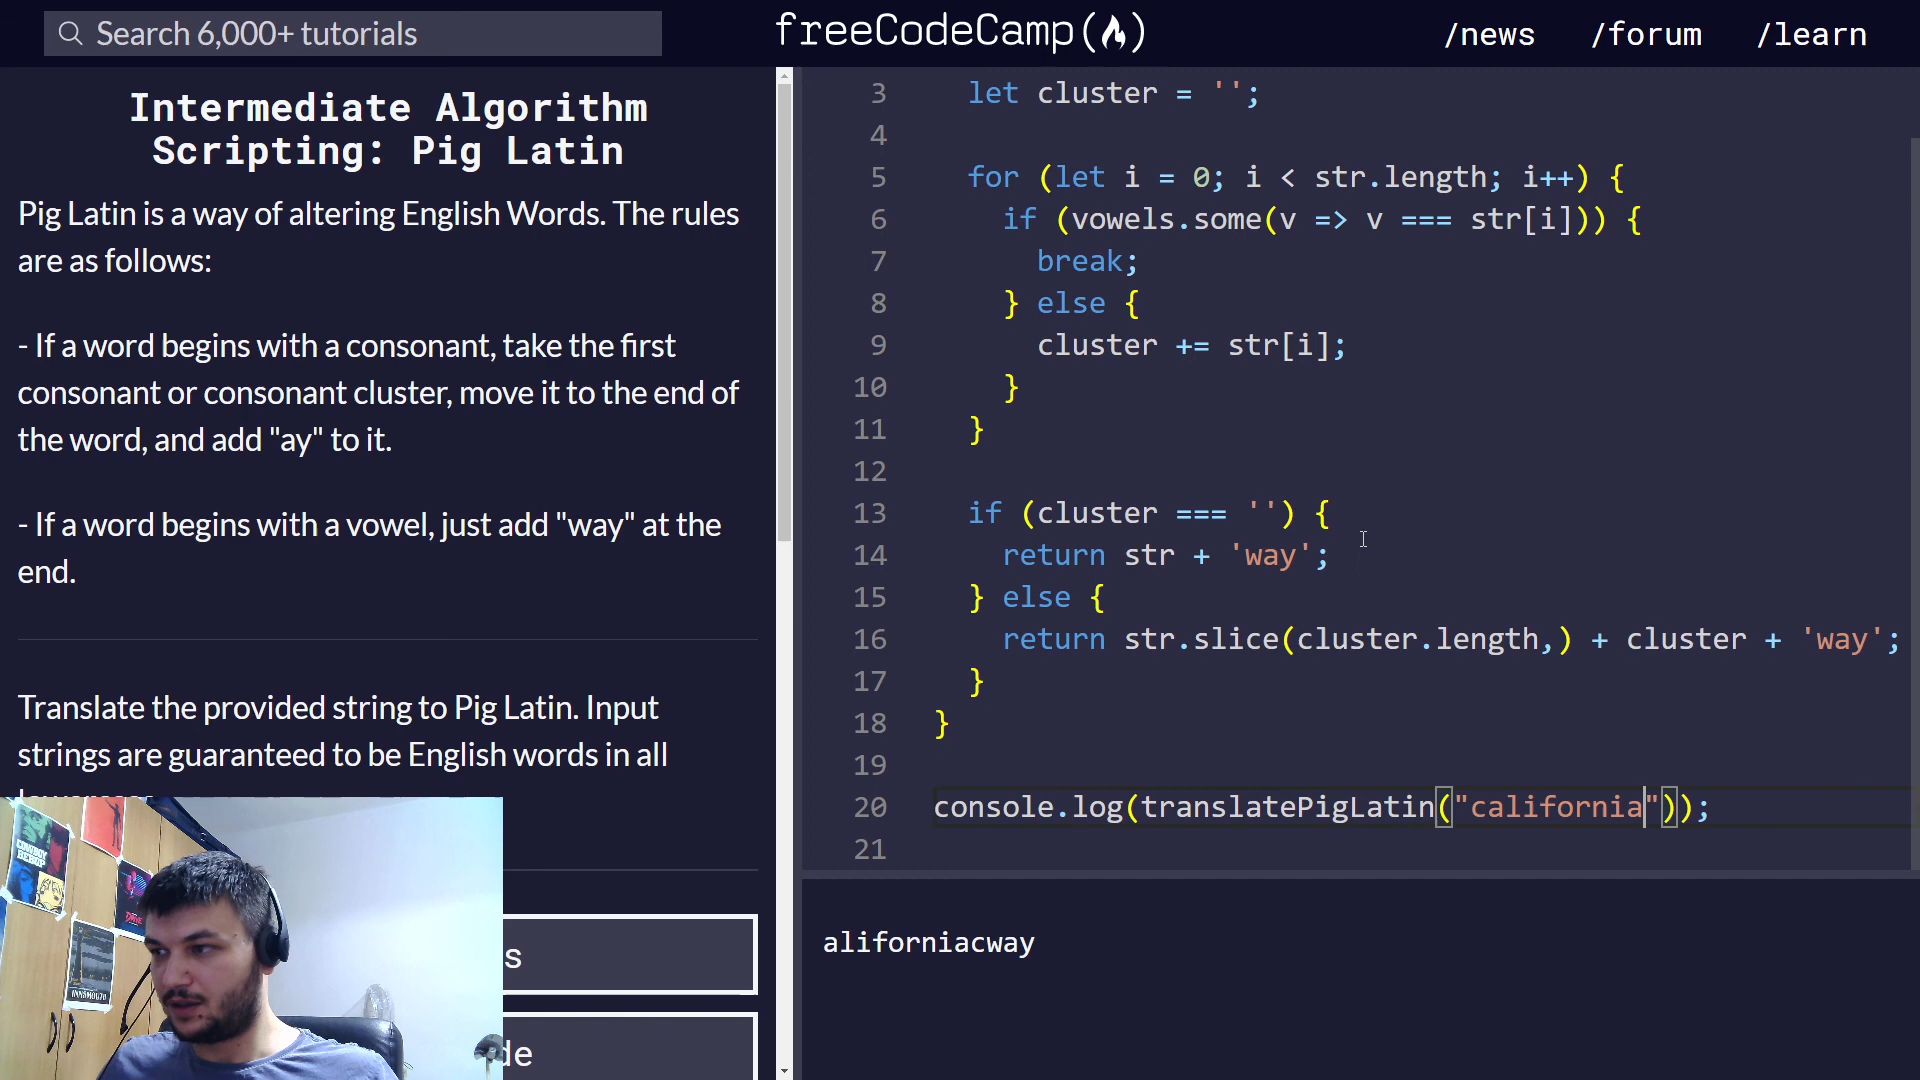 Search 6,000+ tutorials
freeCodeCamp
/news
/forum
/learn
Intermediate Algorithm
Scripting: Pig Latin
Pig Latin is a way of altering English Words. The rules
are as follows:
- If a word begins with a consonant, take the first
consonant or consonant cluster, move it to the end of
the word, and add "ay" to it.
- If a word begins with a vowel, just add "way" at the
end.
Translate the provided string to Pig Latin. Input
strings are guaranteed to be English words in all
s
de
3 let cluster = '';
4
5 for (let i = 0; i < str.length; i++) {
6 if (vowels.some(v => v === str[i])) {
7 break;
8 } else {
9 cluster += str[i];
10 }
11 }
12
13 if (cluster === '') {
14 return str + 'way';
15 } else {
16 return str.slice(cluster.length,) + cluster + 'way';
17 }
18 }
19
20 console.log(translatePigLatin("california"));
21
aliforniacway